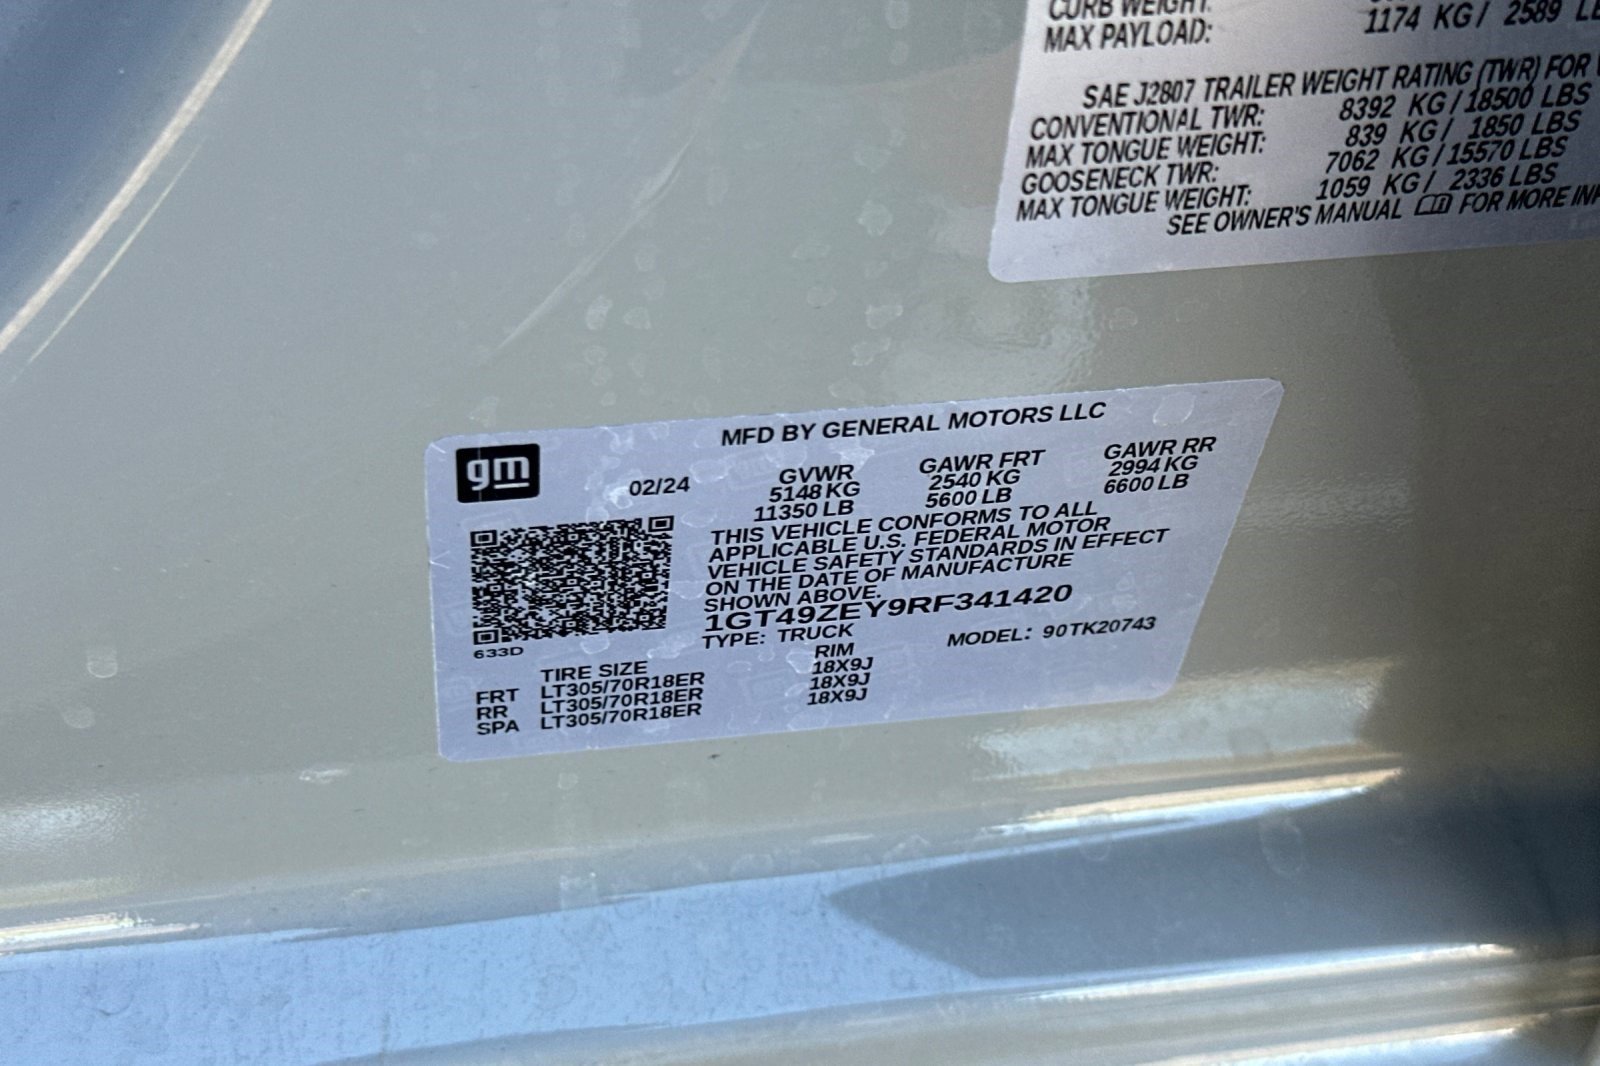 CURB WEIGHT:
MAX PAYLOAD: 1174 KG / 2589
SAE J2807 TRAILER WEIGHT RATING (TWR) FOR
CONVENTIONAL TWR: 8392 KG / 18500 LBS
MAX TONGUE WEIGHT: 839 KG / 1850 LBS
GOOSENECK TWR: 7062 KG / 15570 LBS
MAX TONGUE WEIGHT: 1059 KG / 2336 LBS
SEE OWNER'S MANUAL FOR MORE
gm
MFD BY GENERAL MOTORS LLC
02/24 GVWR GAWR FRT GAWR RR
5148 KG 2540 KG 2994 KG
11350 LB 5600 LB 6600 LB
THIS VEHICLE CONFORMS TO ALL
APPLICABLE U.S. FEDERAL MOTOR
VEHICLE SAFETY STANDARDS IN EFFECT
ON THE DATE OF MANUFACTURE
SHOWN ABOVE.
1GT49ZEY9RF341420
TYPE: TRUCK MODEL: 90TK20743
633D
TIRE SIZE RIM
FRT LT305/70R18ER 18X9J
RR LT305/70R18ER 18X9J
SPA LT305/70R18ER 18X9J